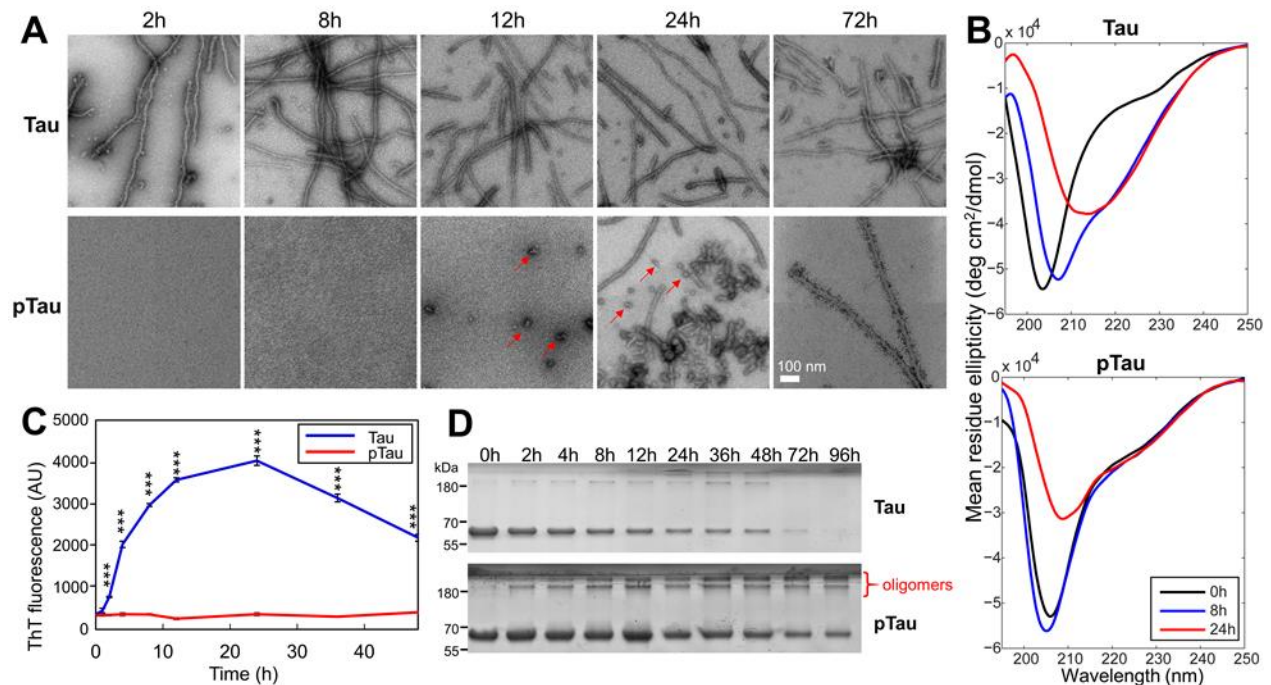 A
2h 8h 12h 24h 72h
Tau
pTau
100 nm
B
Tau
× 10⁴
0
−1
−2
−3
−4
−5
−6
200 210 220 230 240 250
pTau
× 10⁴
0
−1
−2
−3
−4
−5
−6
200 210 220 230 240 250
Mean residue ellipticity (deg cm²/dmol)
Wavelength (nm)
0h
8h
24h
C
5000
4000
3000
2000
1000
0
ThT fluorescence (AU)
0 10 20 30 40
Time (h)
Tau
pTau
***
***
***
****
****
***
***
D
0h 2h 4h 8h 12h 24h 36h 48h 72h 96h
kDa
180
70
55
Tau
180
70
55
oligomers
pTau